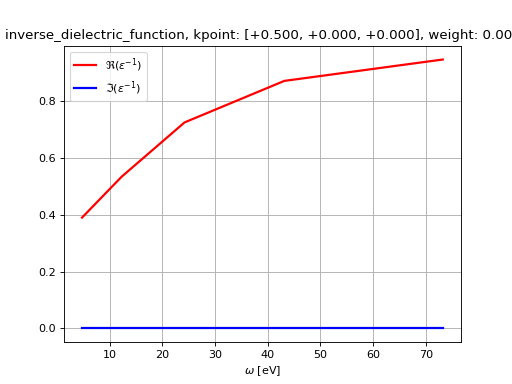 inverse_dielectric_function, kpoint: [+0.500, +0.000, +0.000], weight: 0.00
ℜ(ε⁻¹)
ℑ(ε⁻¹)
0.8
0.6
0.4
0.2
0.0
10 20 30 40 50 60 70
ω [eV]